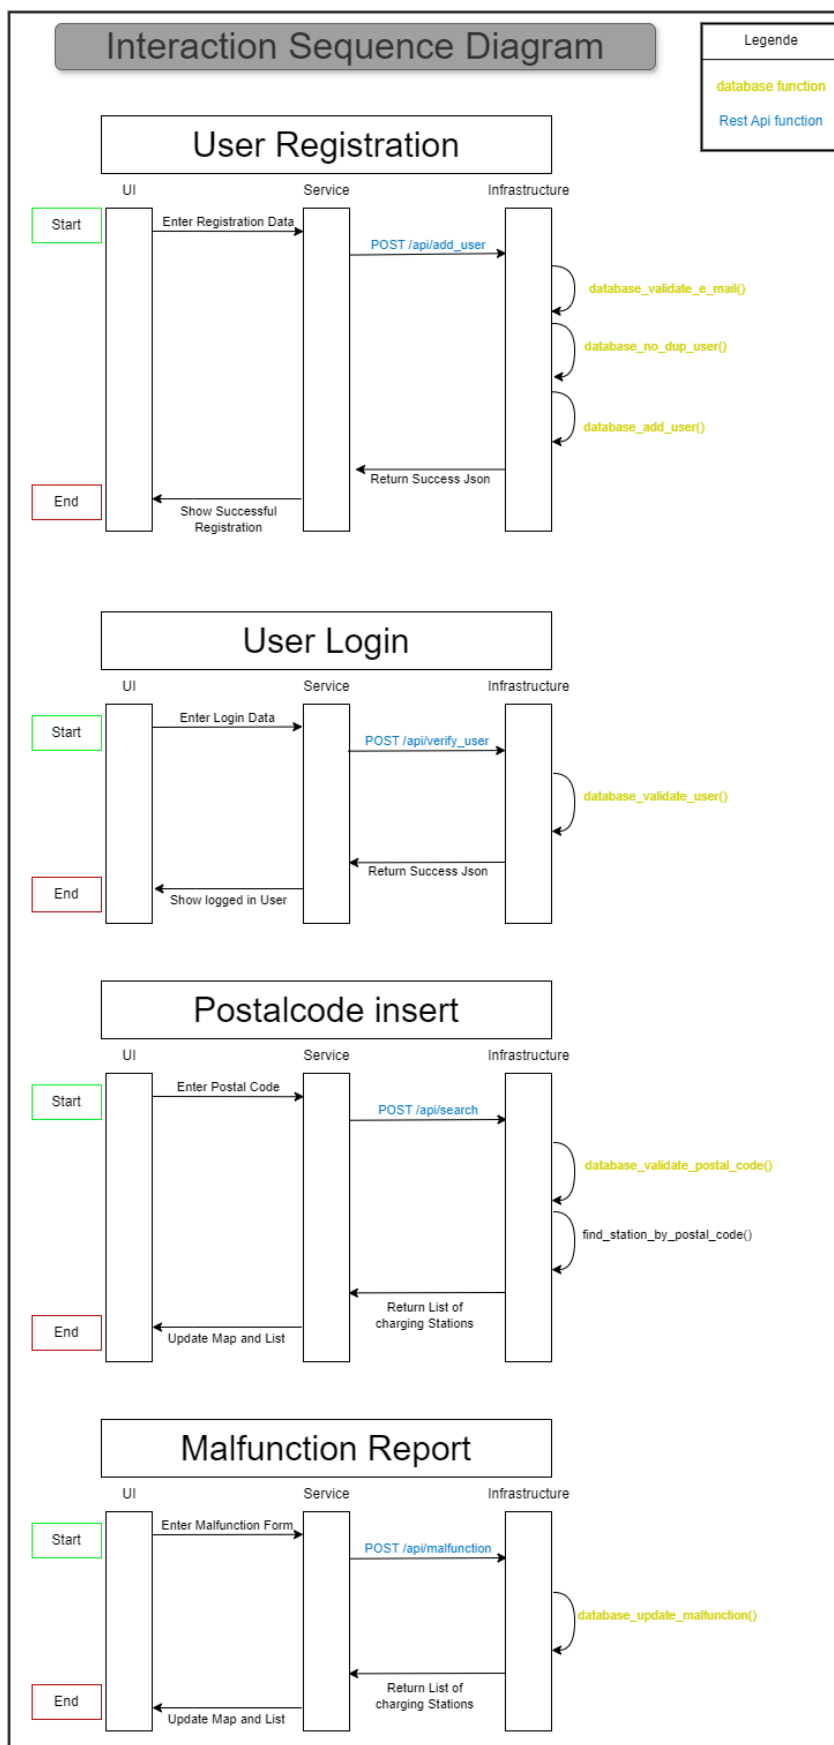 Interaction Sequence Diagram
Legende
database function
Rest Api function
User Registration
UI
Service
Infrastructure
Start
Enter Registration Data
POST /api/add_user
database_validate_e_mail()
database_no_dup_user()
database_add_user()
Return Success Json
End
Show Successful
Registration
User Login
UI
Service
Infrastructure
Start
Enter Login Data
POST /api/verify_user
database_validate_user()
Return Success Json
End
Show logged in User
Postalcode insert
UI
Service
Infrastructure
Start
Enter Postal Code
POST /api/search
database_validate_postal_code()
find_station_by_postal_code()
Return List of
charging Stations
End
Update Map and List
Malfunction Report
UI
Service
Infrastructure
Start
Enter Malfunction Form
POST /api/malfunction
database_update_malfunction()
Return List of
charging Stations
End
Update Map and List